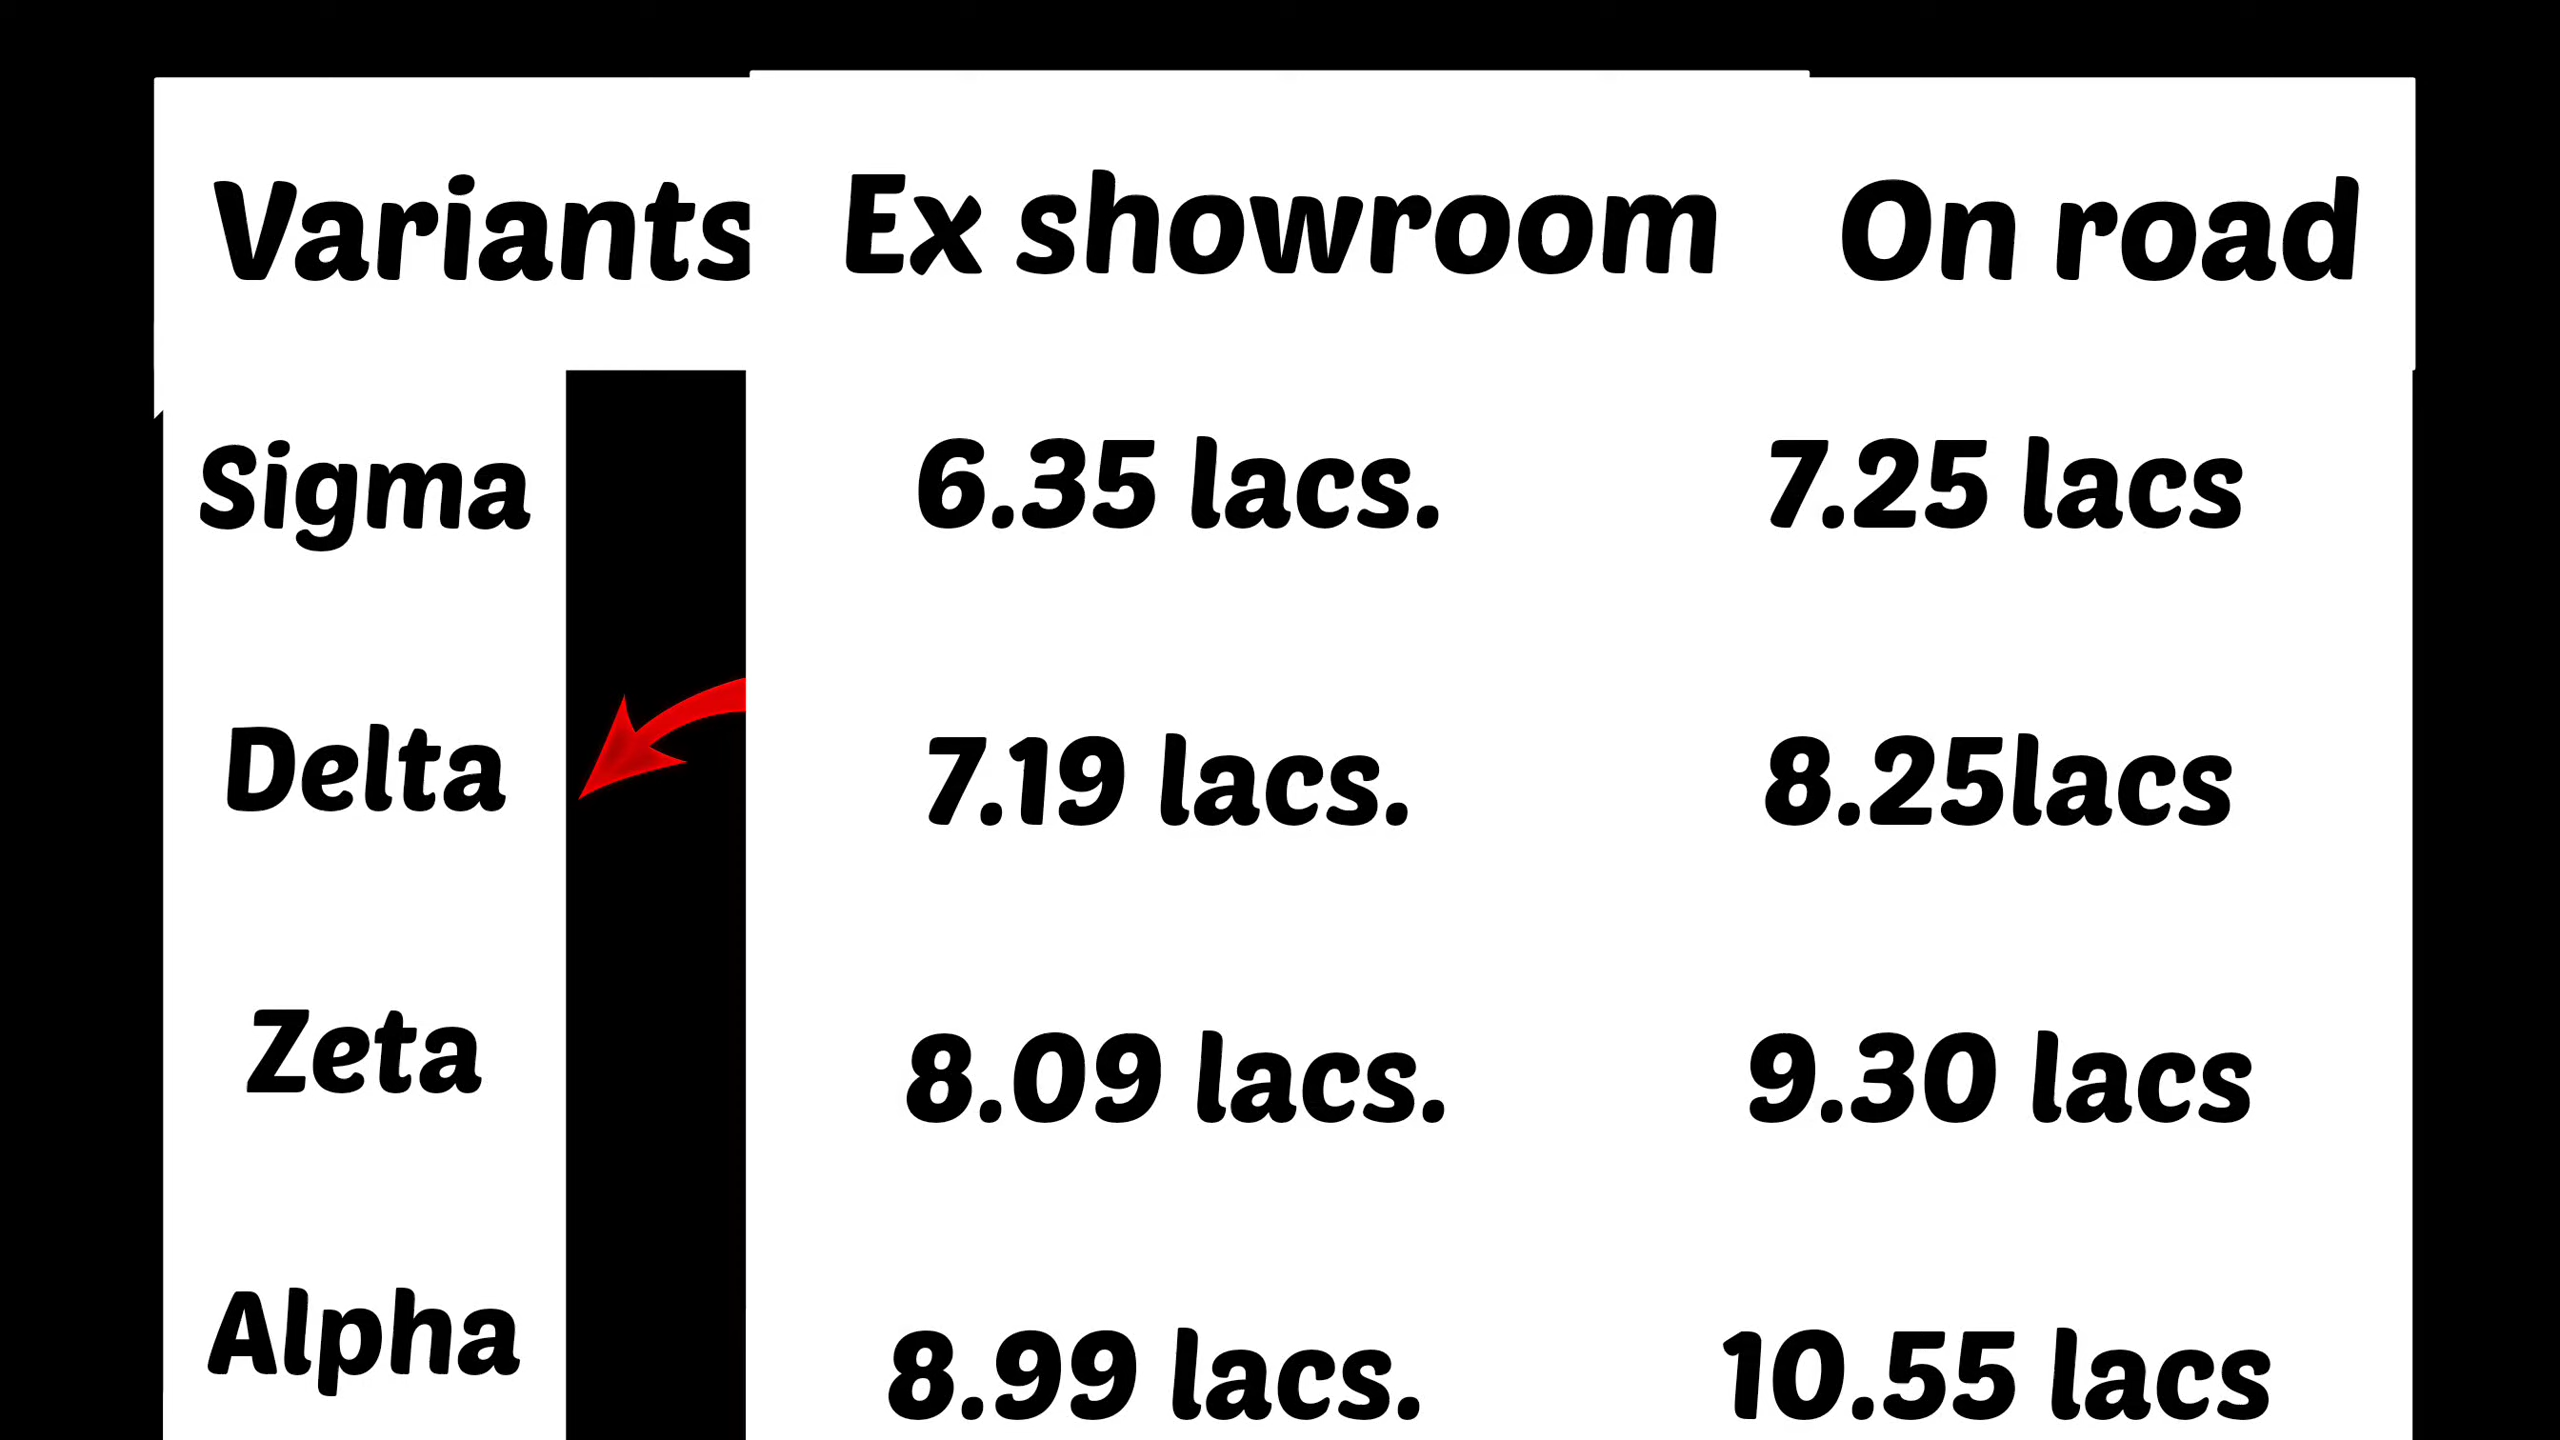 Variants Ex showroom On road
Sigma 6.35 lacs. 7.25 lacs
Delta 7.19 lacs. 8.25lacs
Zeta 8.09 lacs. 9.30 lacs
Alpha 8.99 lacs. 10.55 lacs